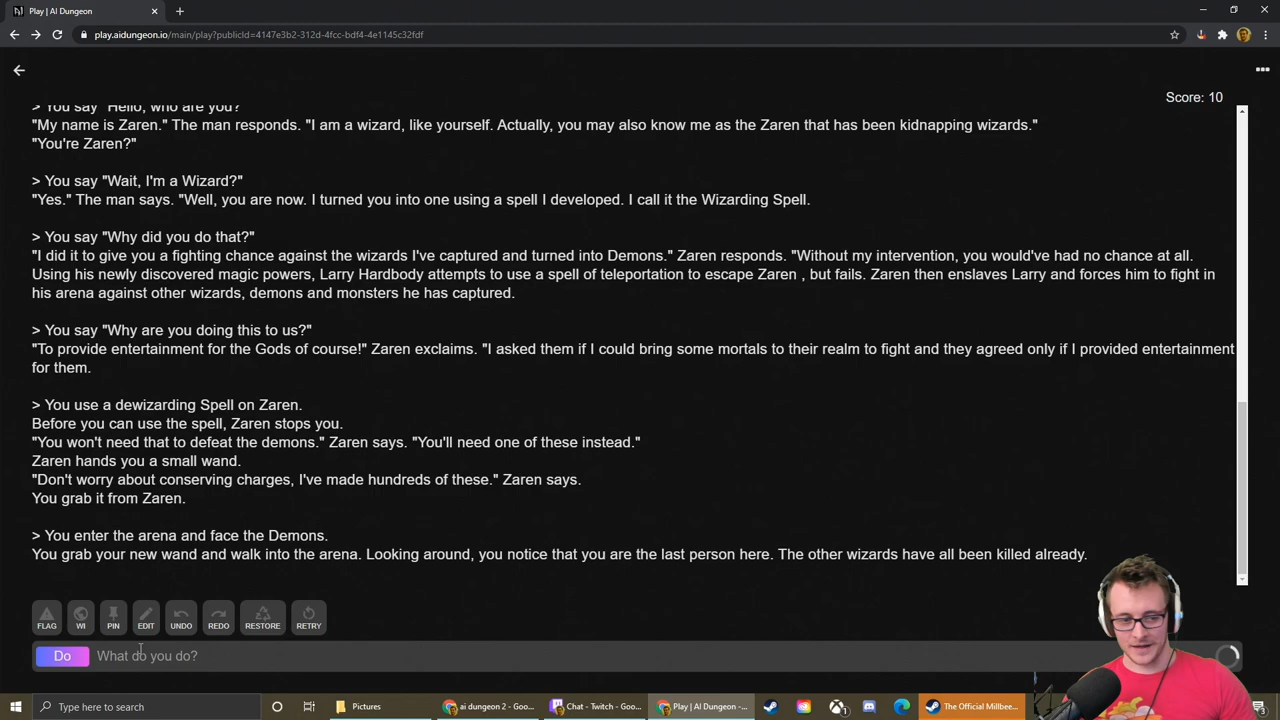 Play | AI Dungeon
play.aidungeon.io/main/play?publicId=4147e3b2-312d-4fcc-bdf4-4e1145c32fdf
Score: 10
> You say "Hello, who are you?"
"My name is Zaren." The man responds. "I am a wizard, like yourself. Actually, you may also know me as the Zaren that has been kidnapping wizards."
"You're Zaren?"
> You say "Wait, I'm a Wizard?"
"Yes." The man says. "Well, you are now. I turned you into one using a spell I developed. I call it the Wizarding Spell.
> You say "Why did you do that?"
"I did it to give you a fighting chance against the wizards I've captured and turned into Demons." Zaren responds. "Without my intervention, you would've had no chance at all.
Using his newly discovered magic powers, Larry Hardbody attempts to use a spell of teleportation to escape Zaren , but fails. Zaren then enslaves Larry and forces him to fight in
his arena against other wizards, demons and monsters he has captured.
> You say "Why are you doing this to us?"
"To provide entertainment for the Gods of course!" Zaren exclaims. "I asked them if I could bring some mortals to their realm to fight and they agreed only if I provided entertainment
for them.
> You use a dewizarding Spell on Zaren.
Before you can use the spell, Zaren stops you.
"You won't need that to defeat the demons." Zaren says. "You'll need one of these instead."
Zaren hands you a small wand.
"Don't worry about conserving charges, I've made hundreds of these." Zaren says.
You grab it from Zaren.
> You enter the arena and face the Demons.
You grab your new wand and walk into the arena. Looking around, you notice that you are the last person here. The other wizards have all been killed already.
FLAG WI PIN EDIT UNDO REDO RESTORE RETRY
Do What do you do?
Type here to search Pictures ai dungeon 2 - Goo... Chat - Twitch - Goo... Play | AI Dungeon -... The Official Millbee...